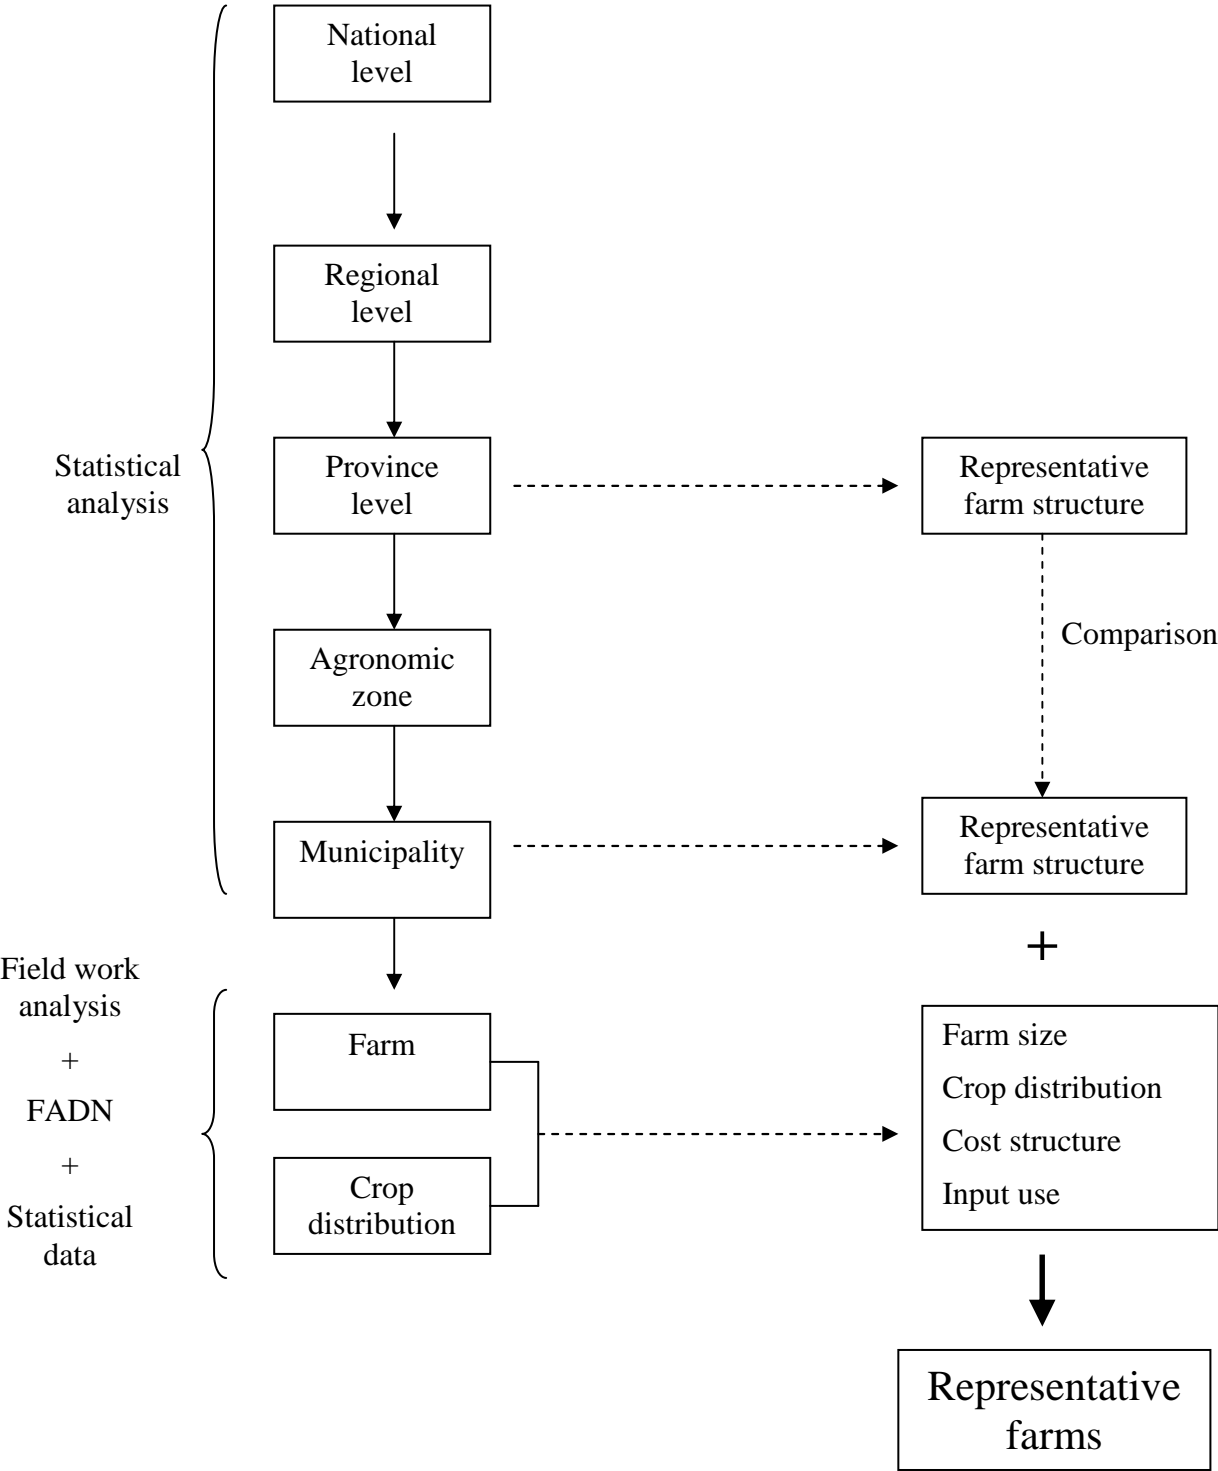 National
level
Regional
level
Statistical
analysis
Province
level
Representative
farm structure
Comparison
Agronomic
zone
Municipality
Representative
farm structure
+
Field work
analysis
+
FADN
+
Statistical
data
Farm
Crop
distribution
Farm size
Crop distribution
Cost structure
Input use
Representative
farms